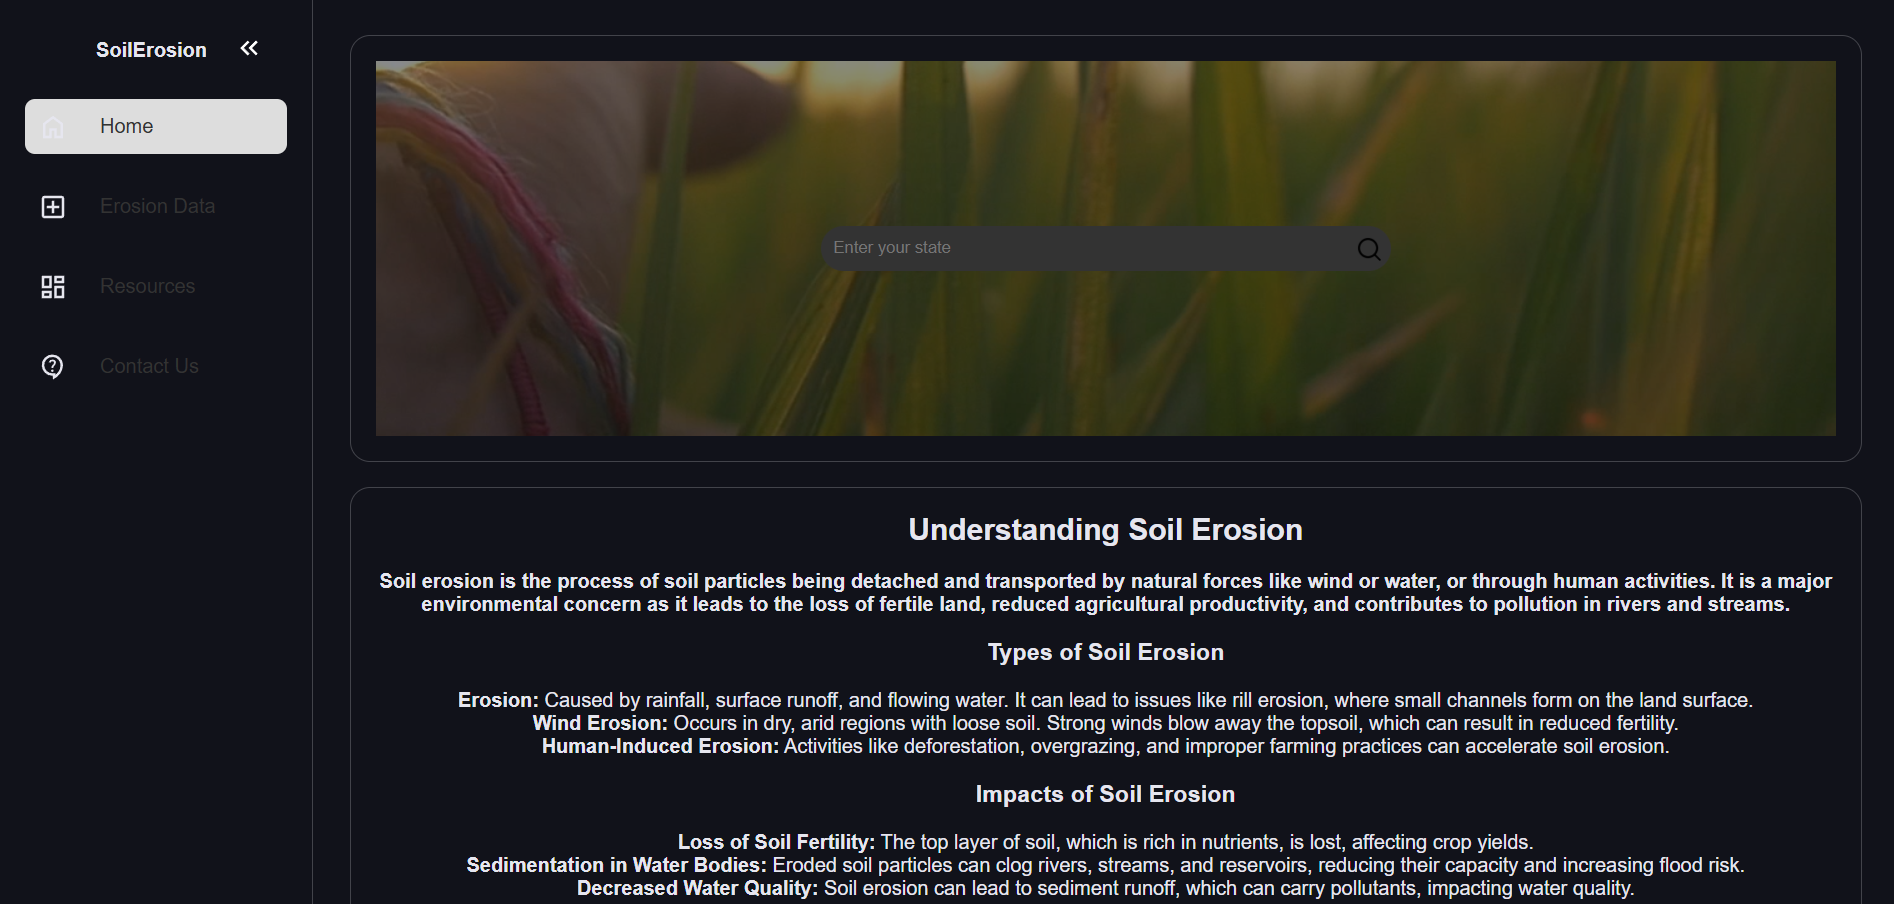 SoilErosion
Home
Erosion Data
Resources
Contact Us
Enter your state
Understanding Soil Erosion
Soil erosion is the process of soil particles being detached and transported by natural forces like wind or water, or through human activities. It is a major
environmental concern as it leads to the loss of fertile land, reduced agricultural productivity, and contributes to pollution in rivers and streams.
Types of Soil Erosion
Erosion: Caused by rainfall, surface runoff, and flowing water. It can lead to issues like rill erosion, where small channels form on the land surface.
Wind Erosion: Occurs in dry, arid regions with loose soil. Strong winds blow away the topsoil, which can result in reduced fertility.
Human-Induced Erosion: Activities like deforestation, overgrazing, and improper farming practices can accelerate soil erosion.
Impacts of Soil Erosion
Loss of Soil Fertility: The top layer of soil, which is rich in nutrients, is lost, affecting crop yields.
Sedimentation in Water Bodies: Eroded soil particles can clog rivers, streams, and reservoirs, reducing their capacity and increasing flood risk.
Decreased Water Quality: Soil erosion can lead to sediment runoff, which can carry pollutants, impacting water quality.